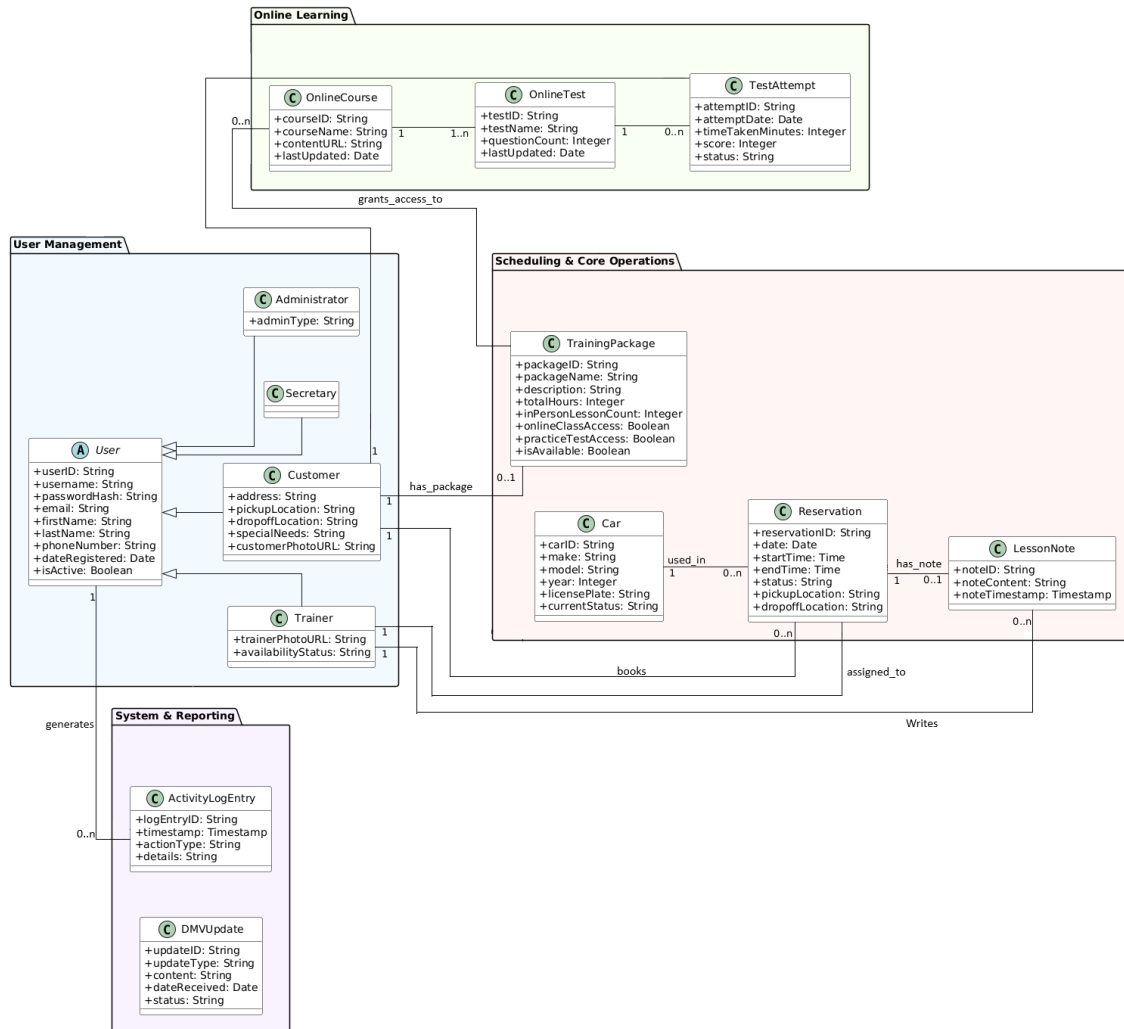 Online Learning
C OnlineCourse
+courseID: String
+courseName: String
+contentURL: String
+lastUpdated: Date
C OnlineTest
+testID: String
+testName: String
+questionCount: Integer
+lastUpdated: Date
C TestAttempt
+attemptID: String
+attemptDate: Date
+timeTakenMinutes: Integer
+score: Integer
+status: String
0..n
1
1..n
1
0..n
grants_access_to
User Management
C Administrator
+adminType: String
C Secretary
A User
+userID: String
+username: String
+passwordHash: String
+email: String
+firstName: String
+lastName: String
+phoneNumber: String
+dateRegistered: Date
+isActive: Boolean
1
C Customer
+address: String
+pickupLocation: String
+dropoffLocation: String
+specialNeeds: String
+customerPhotoURL: String
1
1
1
C Trainer
+trainerPhotoURL: String
+availabilityStatus: String
1
1
has_package
Scheduling & Core Operations
C TrainingPackage
+packageID: String
+packageName: String
+description: String
+totalHours: Integer
+inPersonLessonCount: Integer
+onlineClassAccess: Boolean
+practiceTestAccess: Boolean
+isAvailable: Boolean
0..1
C Car
+carID: String
+make: String
+model: String
+year: Integer
+licensePlate: String
+currentStatus: String
used_in
1
0..n
C Reservation
+reservationID: String
+date: Date
+startTime: Time
+endTime: Time
+status: String
+pickupLocation: String
+dropoffLocation: String
0..n
has_note
1
0..1
C LessonNote
+noteID: String
+noteContent: String
+noteTimestamp: Timestamp
0..n
books
assigned_to
Writes
generates
0..n
System & Reporting
C ActivityLogEntry
+logEntryID: String
+timestamp: Timestamp
+actionType: String
+details: String
C DMVUpdate
+updateID: String
+updateType: String
+content: String
+dateReceived: Date
+status: String